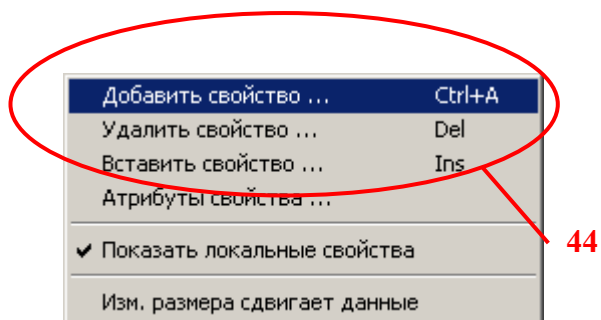 Добавить свойство ... Ctrl+A
Удалить свойство ... Del
Вставить свойство ... Ins
Атрибуты свойства ...
Показать локальные свойства
44
Изм. размера сдвигает данные